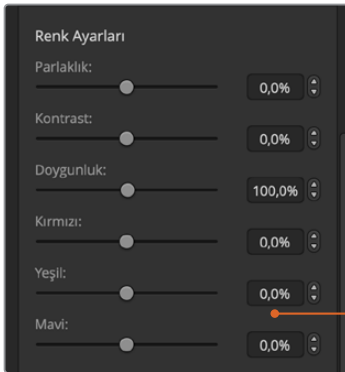 Renk Ayarları
Parlaklık:
0,0%
Kontrast:
0,0%
Doygunluk:
100,0%
Kırmızı:
0,0%
Yeşil:
0,0%
Mavi:
0,0%